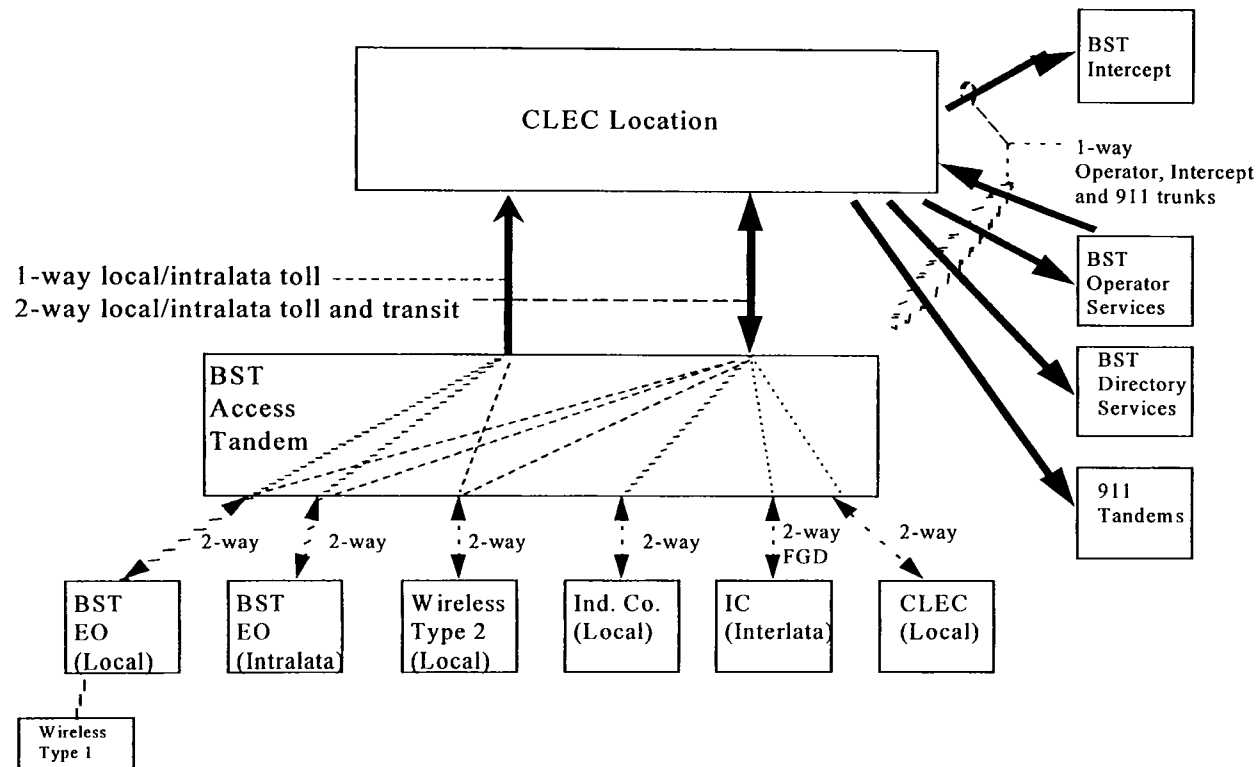 BST
Intercept
CLEC Location
1-way
Operator, Intercept
and 911 trunks
BST
Operator
Services
1-way local/intralata toll
2-way local/intralata toll and transit
BST
Directory
Services
BST
Access
Tandem
911
Tandems
2-way
2-way
2-way
2-way
2-way
FGD
2-way
BST
EO
(Local)
BST
EO
(Intralata)
Wireless
Type 2
(Local)
Ind. Co.
(Local)
IC
(Interlata)
CLEC
(Local)
Wireless
Type 1